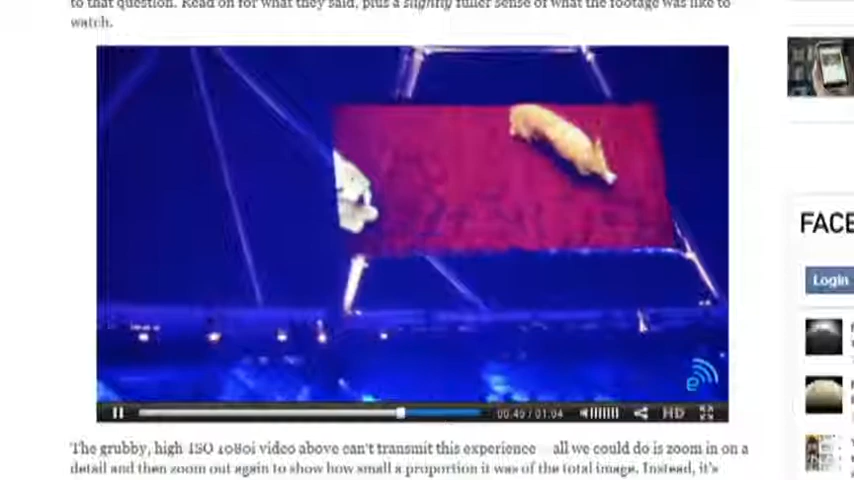 to that question. Read on for what they said, plus a slightly fuller sense of what the footage was like to
watch.
FACE
Login
00:49 / 01:04
HD
The grubby, high ISO 1080i video above can't transmit this experience all we could do is zoom in on a
detail and then zoom out again to show how small a proportion it was of the total image. Instead, it's